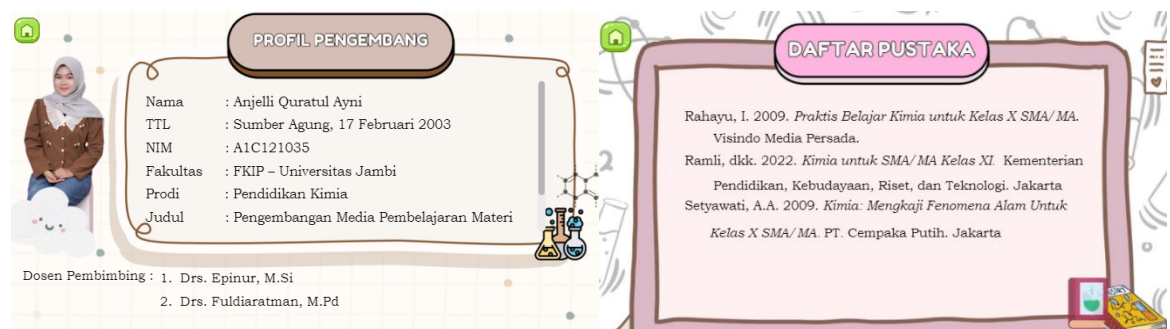 PROFIL PENGEMBANG
Nama : Anjelli Quratul Ayni
TTL : Sumber Agung, 17 Februari 2003
NIM : A1C121035
Fakultas : FKIP – Universitas Jambi
Prodi : Pendidikan Kimia
Judul : Pengembangan Media Pembelajaran Materi
Dosen Pembimbing : 1. Drs. Epinur, M.Si
2. Drs. Fuldiaratman, M.Pd
DAFTAR PUSTAKA
Rahayu, I. 2009. Praktis Belajar Kimia untuk Kelas X SMA/MA.
Visindo Media Persada.
Ramli, dkk. 2022. Kimia untuk SMA/MA Kelas XI. Kementerian
Pendidikan, Kebudayaan, Riset, dan Teknologi. Jakarta
Setyawati, A.A. 2009. Kimia: Mengkaji Fenomena Alam Untuk
Kelas X SMA/MA. PT. Cempaka Putih. Jakarta